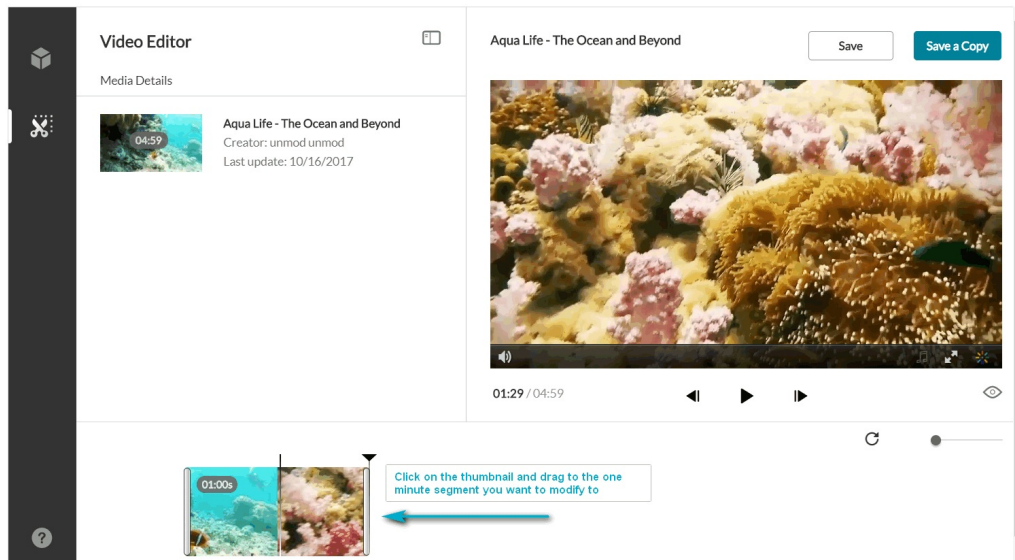 Video Editor
Media Details
04:59
Aqua Life - The Ocean and Beyond
Creator: unmod unmod
Last update: 10/16/2017
Aqua Life - The Ocean and Beyond
Save
Save a Copy
01:29 / 04:59
01:00s
Click on the thumbnail and drag to the one
minute segment you want to modify to
?